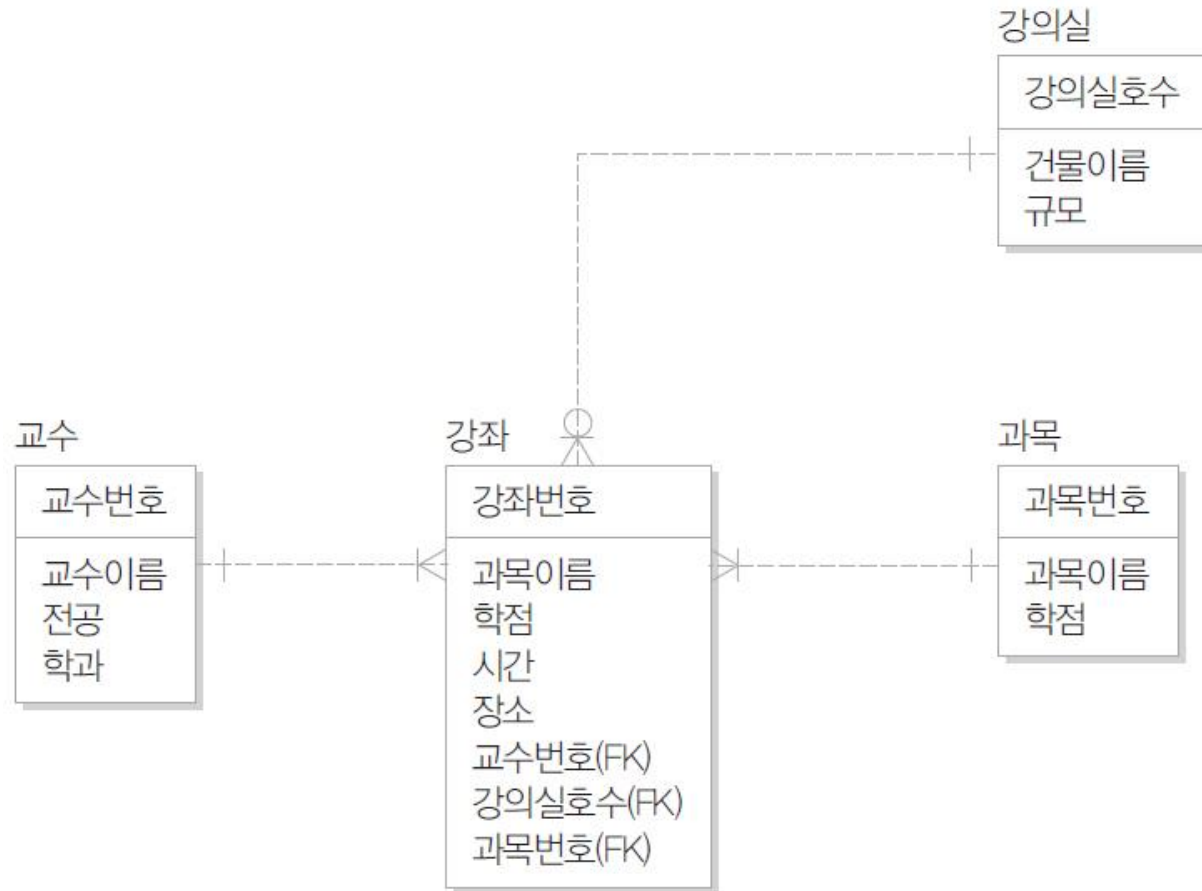 강의실
강의실호수
건물이름
규모
교수
교수번호
교수이름
전공
학과
강좌
강좌번호
과목이름
학점
시간
장소
교수번호(FK)
강의실호수(FK)
과목번호(FK)
과목
과목번호
과목이름
학점